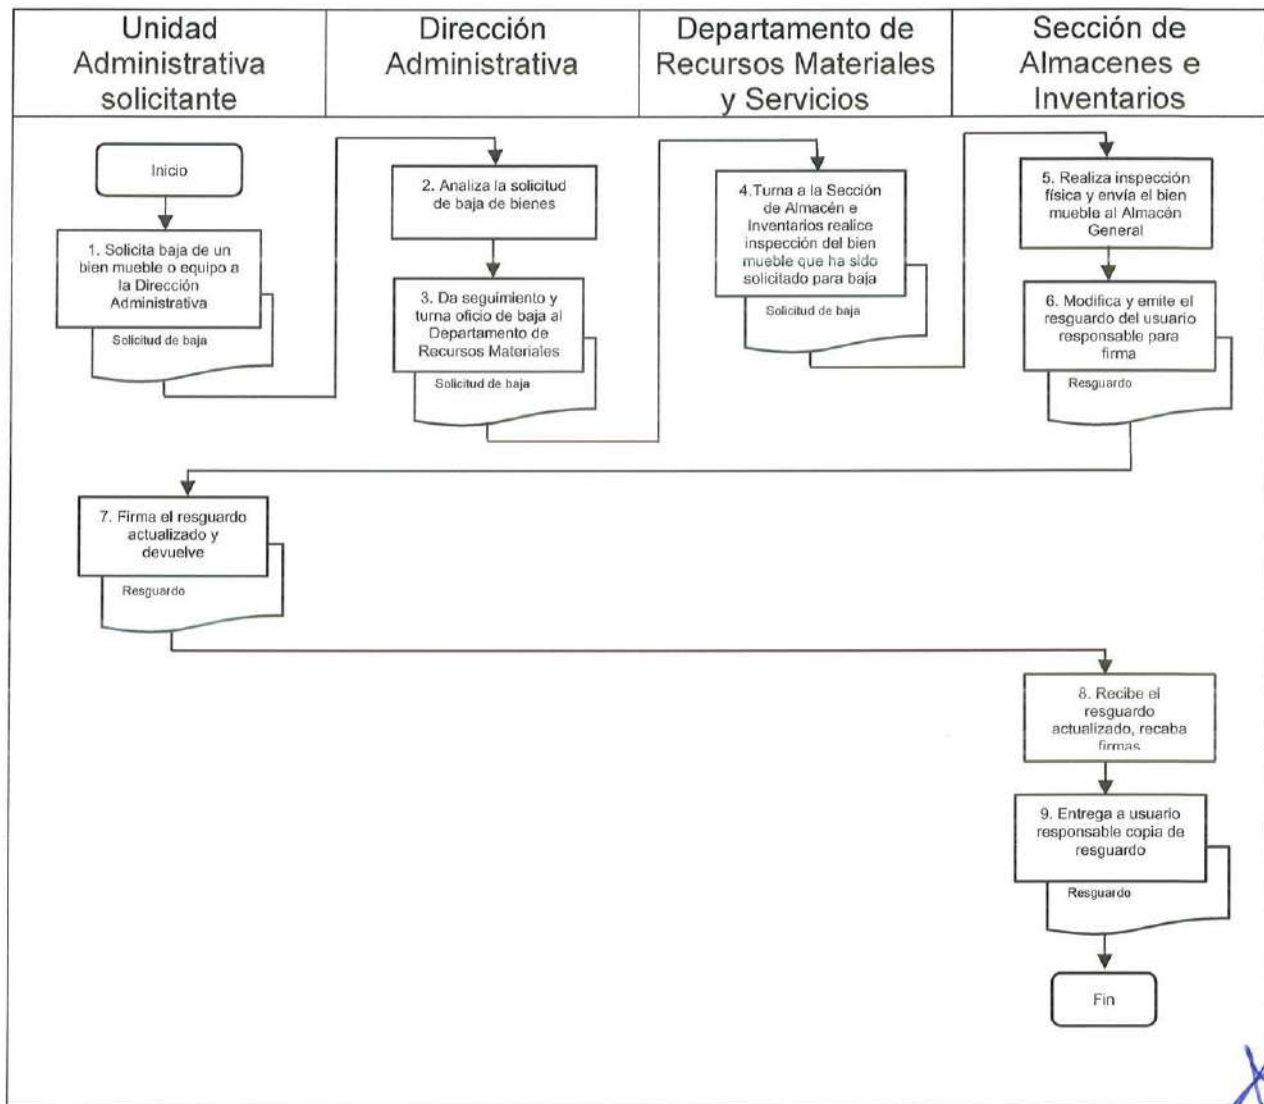 Unidad
Administrativa
solicitante
Dirección
Administrativa
Departamento de
Recursos Materiales
y Servicios
Sección de
Almacenes e
Inventarios
Inicio
1. Solicita baja de un
bien mueble o equipo a
la Dirección
Administrativa
Solicitud de baja
2. Analiza la solicitud
de baja de bienes
3. Da seguimiento y
turna oficio de baja al
Departamento de
Recursos Materiales
Solicitud de baja
4.Turna a la Sección
de Almacén e
Inventarios realice
inspección del bien
mueble que ha sido
solicitado para baja
Solicitud de baja
5. Realiza inspección
física y envía el bien
mueble al Almacén
General
6. Modifica y emite el
resguardo del usuario
responsable para
firma
Resguardo
7. Firma el resguardo
actualizado y
devuelve
Resguardo
8. Recibe el
resguardo
actualizado, recaba
firmas
9. Entrega a usuario
responsable copia de
resguardo
Resguardo
Fin